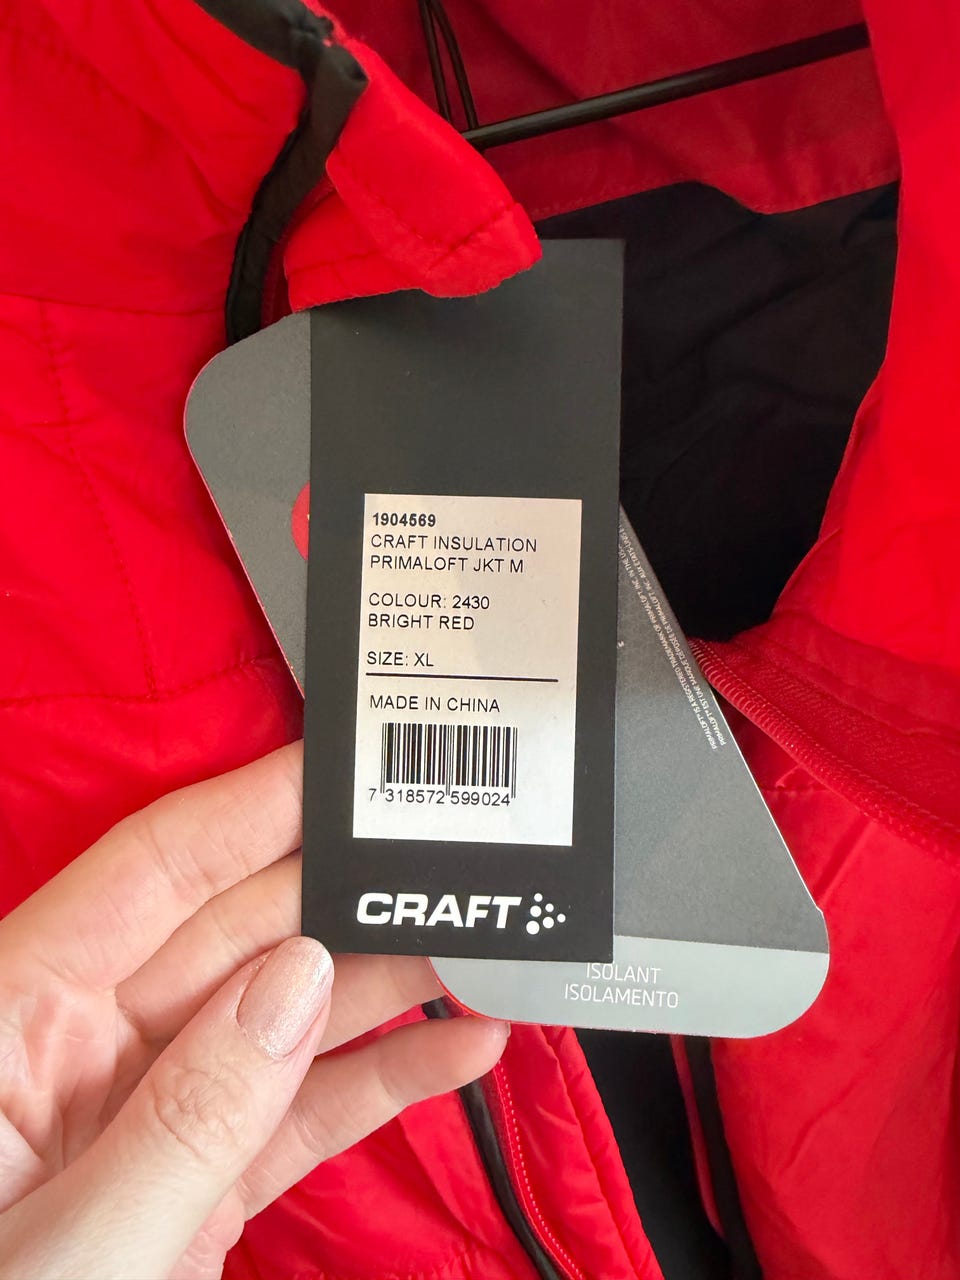 1904569
CRAFT INSULATION
PRIMALOFT JKT M
COLOUR: 2430
BRIGHT RED
SIZE: XL
MADE IN CHINA
7 318572 599024
CRAFT
ISOLANT
ISOLAMENTO